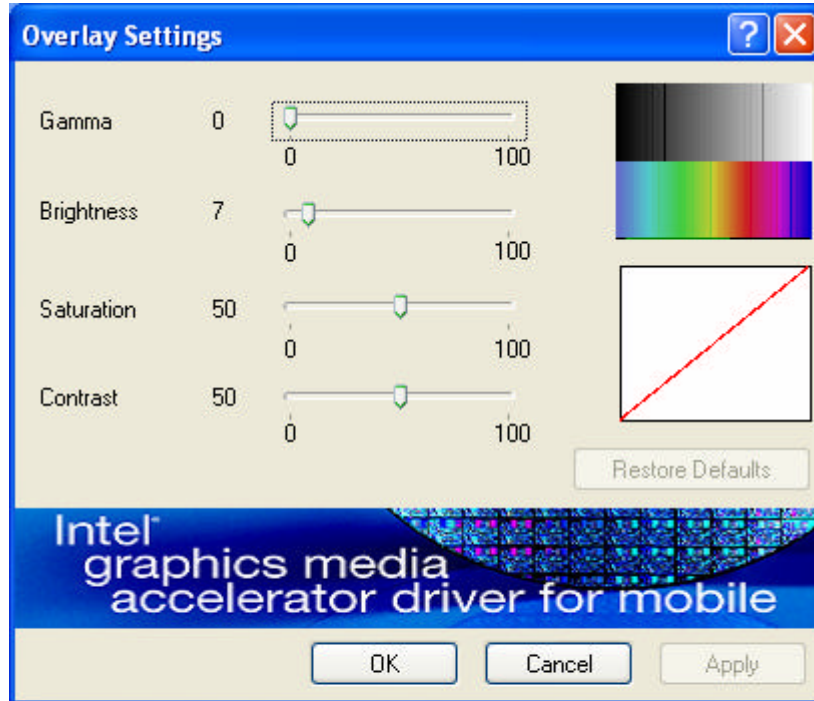 Overlay Settings
Gamma 0
0 100
Brightness 7
0 100
Saturation 50
0 100
Contrast 50
0 100
Restore Defaults
Intel®
graphics media
accelerator driver for mobile
OK Cancel Apply